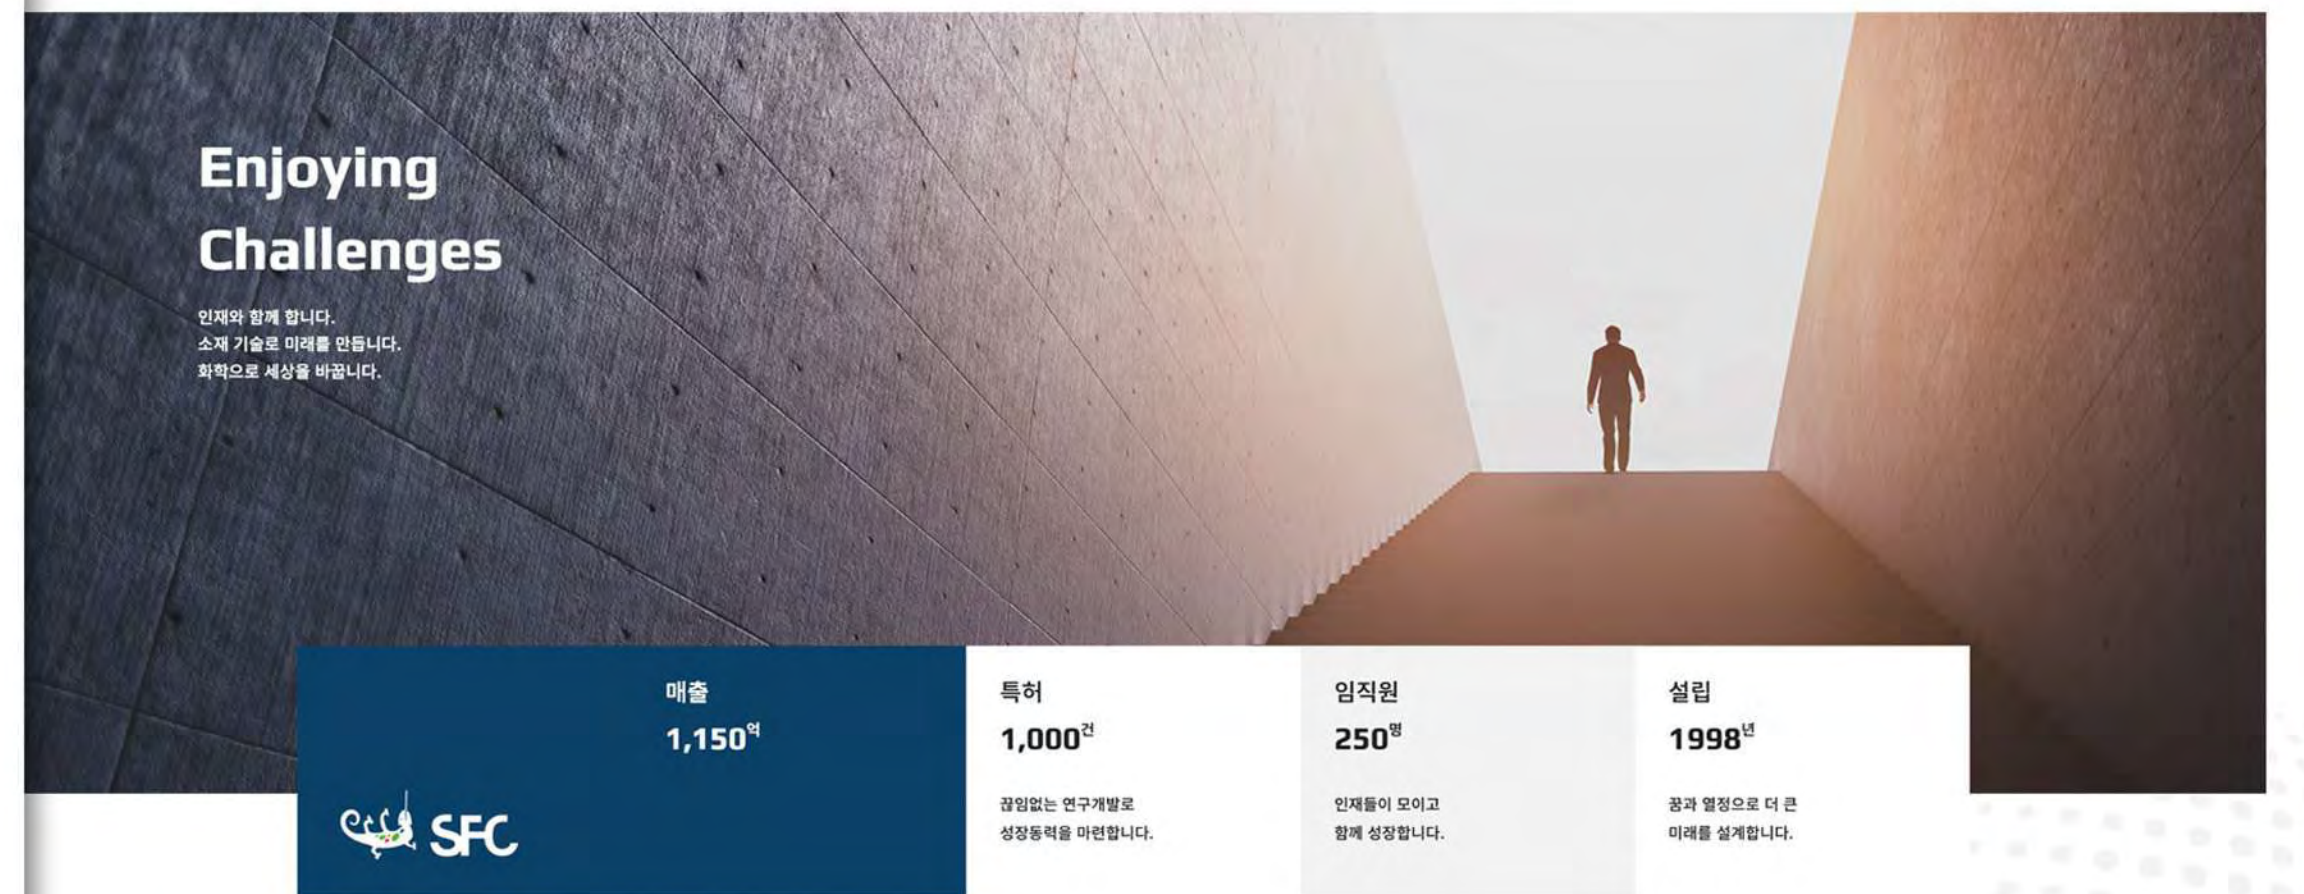 Enjoying
Challenges
인재와 함께 합니다.
소재 기술로 미래를 만듭니다.
화학으로 세상을 바꿉니다.
매출
1,150억
특허
1,000건
끊임없는 연구개발로
성장동력을 마련합니다.
임직원
250명
인재들이 모이고
함께 성장합니다.
설립
1998년
꿈과 열정으로 더 큰
미래를 설계합니다.
SFC